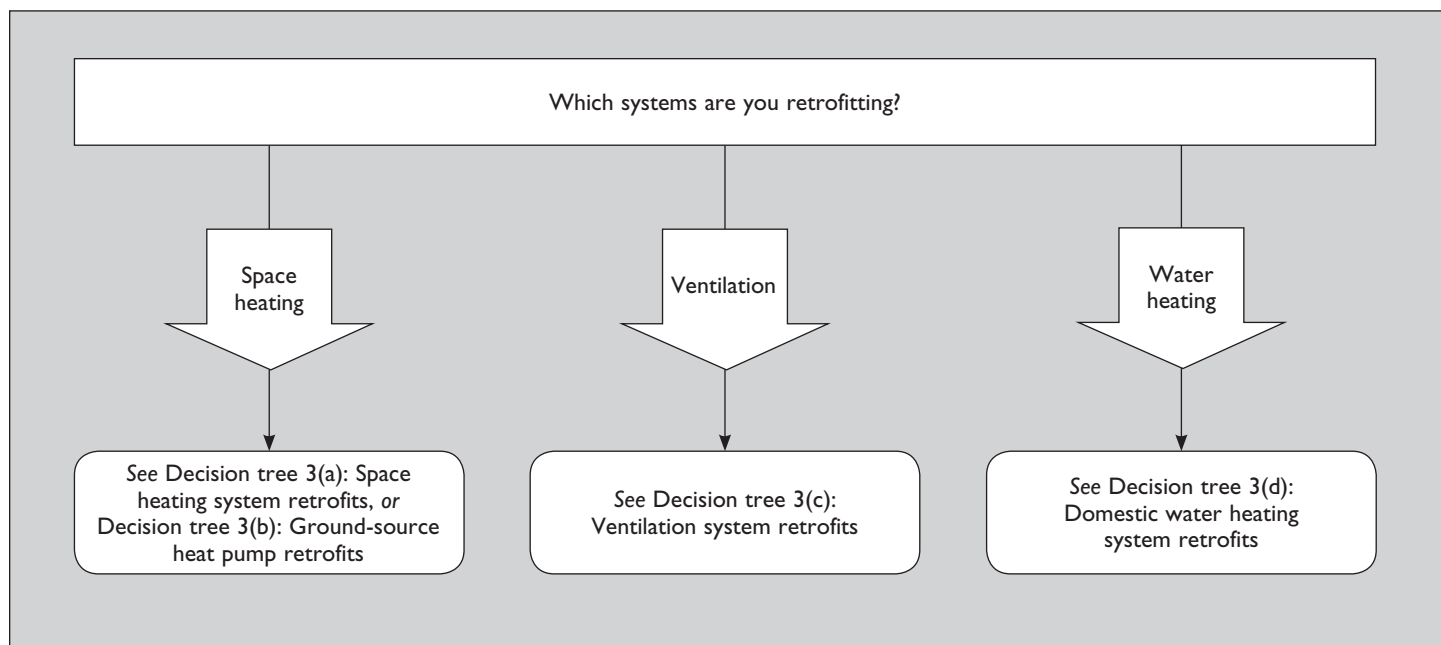 Which systems are you retrofitting?
Space
heating
Ventilation
Water
heating
See Decision tree 3(a): Space
heating system retrofits, or
Decision tree 3(b): Ground-source
heat pump retrofits
See Decision tree 3(c):
Ventilation system retrofits
See Decision tree 3(d):
Domestic water heating
system retrofits